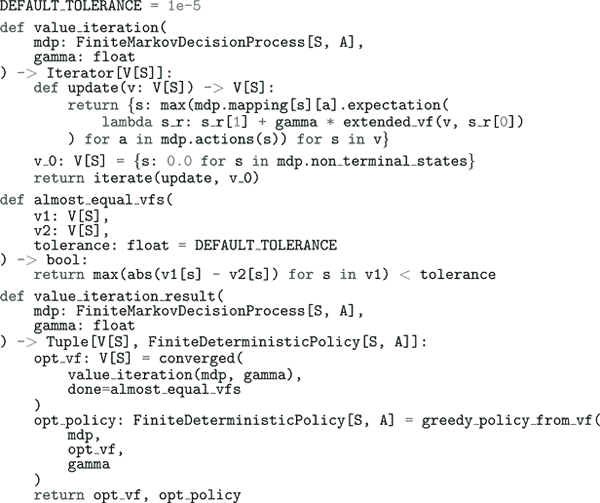 DEFAULT_TOLERANCE = 1e-5
def value_iteration(
    mdp: FiniteMarkovDecisionProcess[S, A],
    gamma: float
) -> Iterator[V[S]]:
    def update(v: V[S]) -> V[S]:
        return {s: max(mdp.mapping[s][a].expectation(
            lambda s_r: s_r[1] + gamma * extended_vf(v, s_r[0])
        ) for a in mdp.actions(s)) for s in v}
    v_0: V[S] = {s: 0.0 for s in mdp.non_terminal_states}
    return iterate(update, v_0)
def almost_equal_vfs(
    v1: V[S],
    v2: V[S],
    tolerance: float = DEFAULT_TOLERANCE
) -> bool:
    return max(abs(v1[s] - v2[s]) for s in v1) < tolerance
def value_iteration_result(
    mdp: FiniteMarkovDecisionProcess[S, A],
    gamma: float
) -> Tuple[V[S], FiniteDeterministicPolicy[S, A]]:
    opt_vf: V[S] = converged(
        value_iteration(mdp, gamma),
        done=almost_equal_vfs
    )
    opt_policy: FiniteDeterministicPolicy[S, A] = greedy_policy_from_vf(
        mdp,
        opt_vf,
        gamma
    )
    return opt_vf, opt_policy